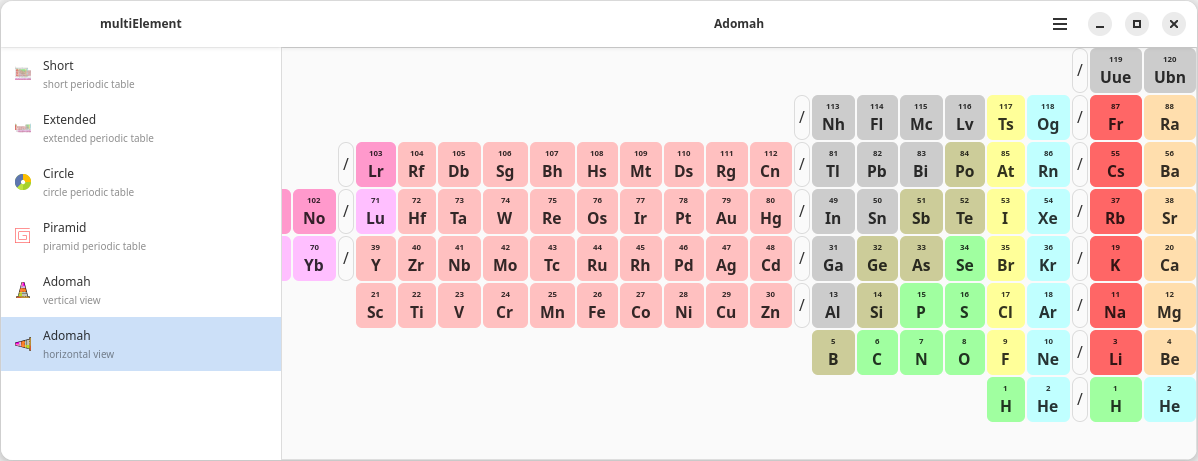 multiElement
Adomah
Short
short periodic table
Extended
extended periodic table
Circle
circle periodic table
Piramid
piramid periodic table
Adomah
vertical view
Adomah
horizontal view
/ 119 Uue 120 Ubn
/ 113 Nh 114 Fl 115 Mc 116 Lv 117 Ts 118 Og / 87 Fr 88 Ra
/ 103 Lr 104 Rf 105 Db 106 Sg 107 Bh 108 Hs 109 Mt 110 Ds 111 Rg 112 Cn / 81 Tl 82 Pb 83 Bi 84 Po 85 At 86 Rn / 55 Cs 56 Ba
102 No / 71 Lu 72 Hf 73 Ta 74 W 75 Re 76 Os 77 Ir 78 Pt 79 Au 80 Hg / 49 In 50 Sn 51 Sb 52 Te 53 I 54 Xe / 37 Rb 38 Sr
70 Yb / 39 Y 40 Zr 41 Nb 42 Mo 43 Tc 44 Ru 45 Rh 46 Pd 47 Ag 48 Cd / 31 Ga 32 Ge 33 As 34 Se 35 Br 36 Kr / 19 K 20 Ca
21 Sc 22 Ti 23 V 24 Cr 25 Mn 26 Fe 27 Co 28 Ni 29 Cu 30 Zn / 13 Al 14 Si 15 P 16 S 17 Cl 18 Ar / 11 Na 12 Mg
5 B 6 C 7 N 8 O 9 F 10 Ne / 3 Li 4 Be
1 H 2 He / 1 H 2 He